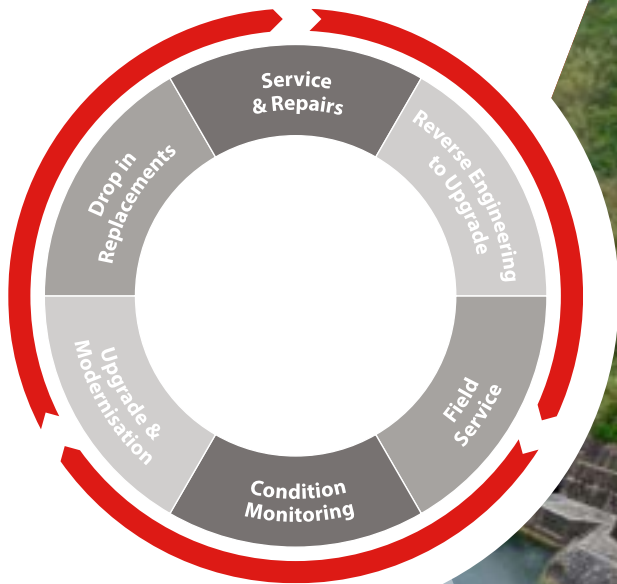 Service
& Repairs
Reverse Engineering
to Upgrade
Field
Service
Condition
Monitoring
Upgrade &
Modernisation
Drop in
Replacements